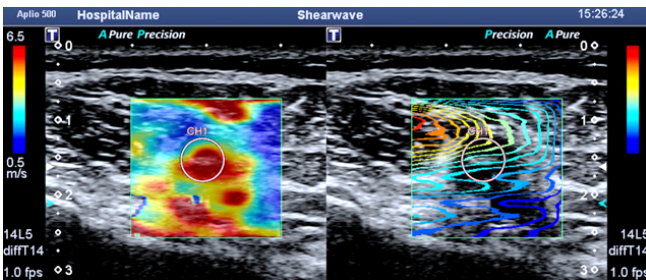 Aplio 500 HospitalName Shearwave 15:26:24
6.5 T A Pure Precision T Precision A Pure
0 0
CH1 CH1
1 1
0.5
m/s
2 2
14L5 14L5
diffT14 diffT14
1.0 fps 3 3 1.0 fps